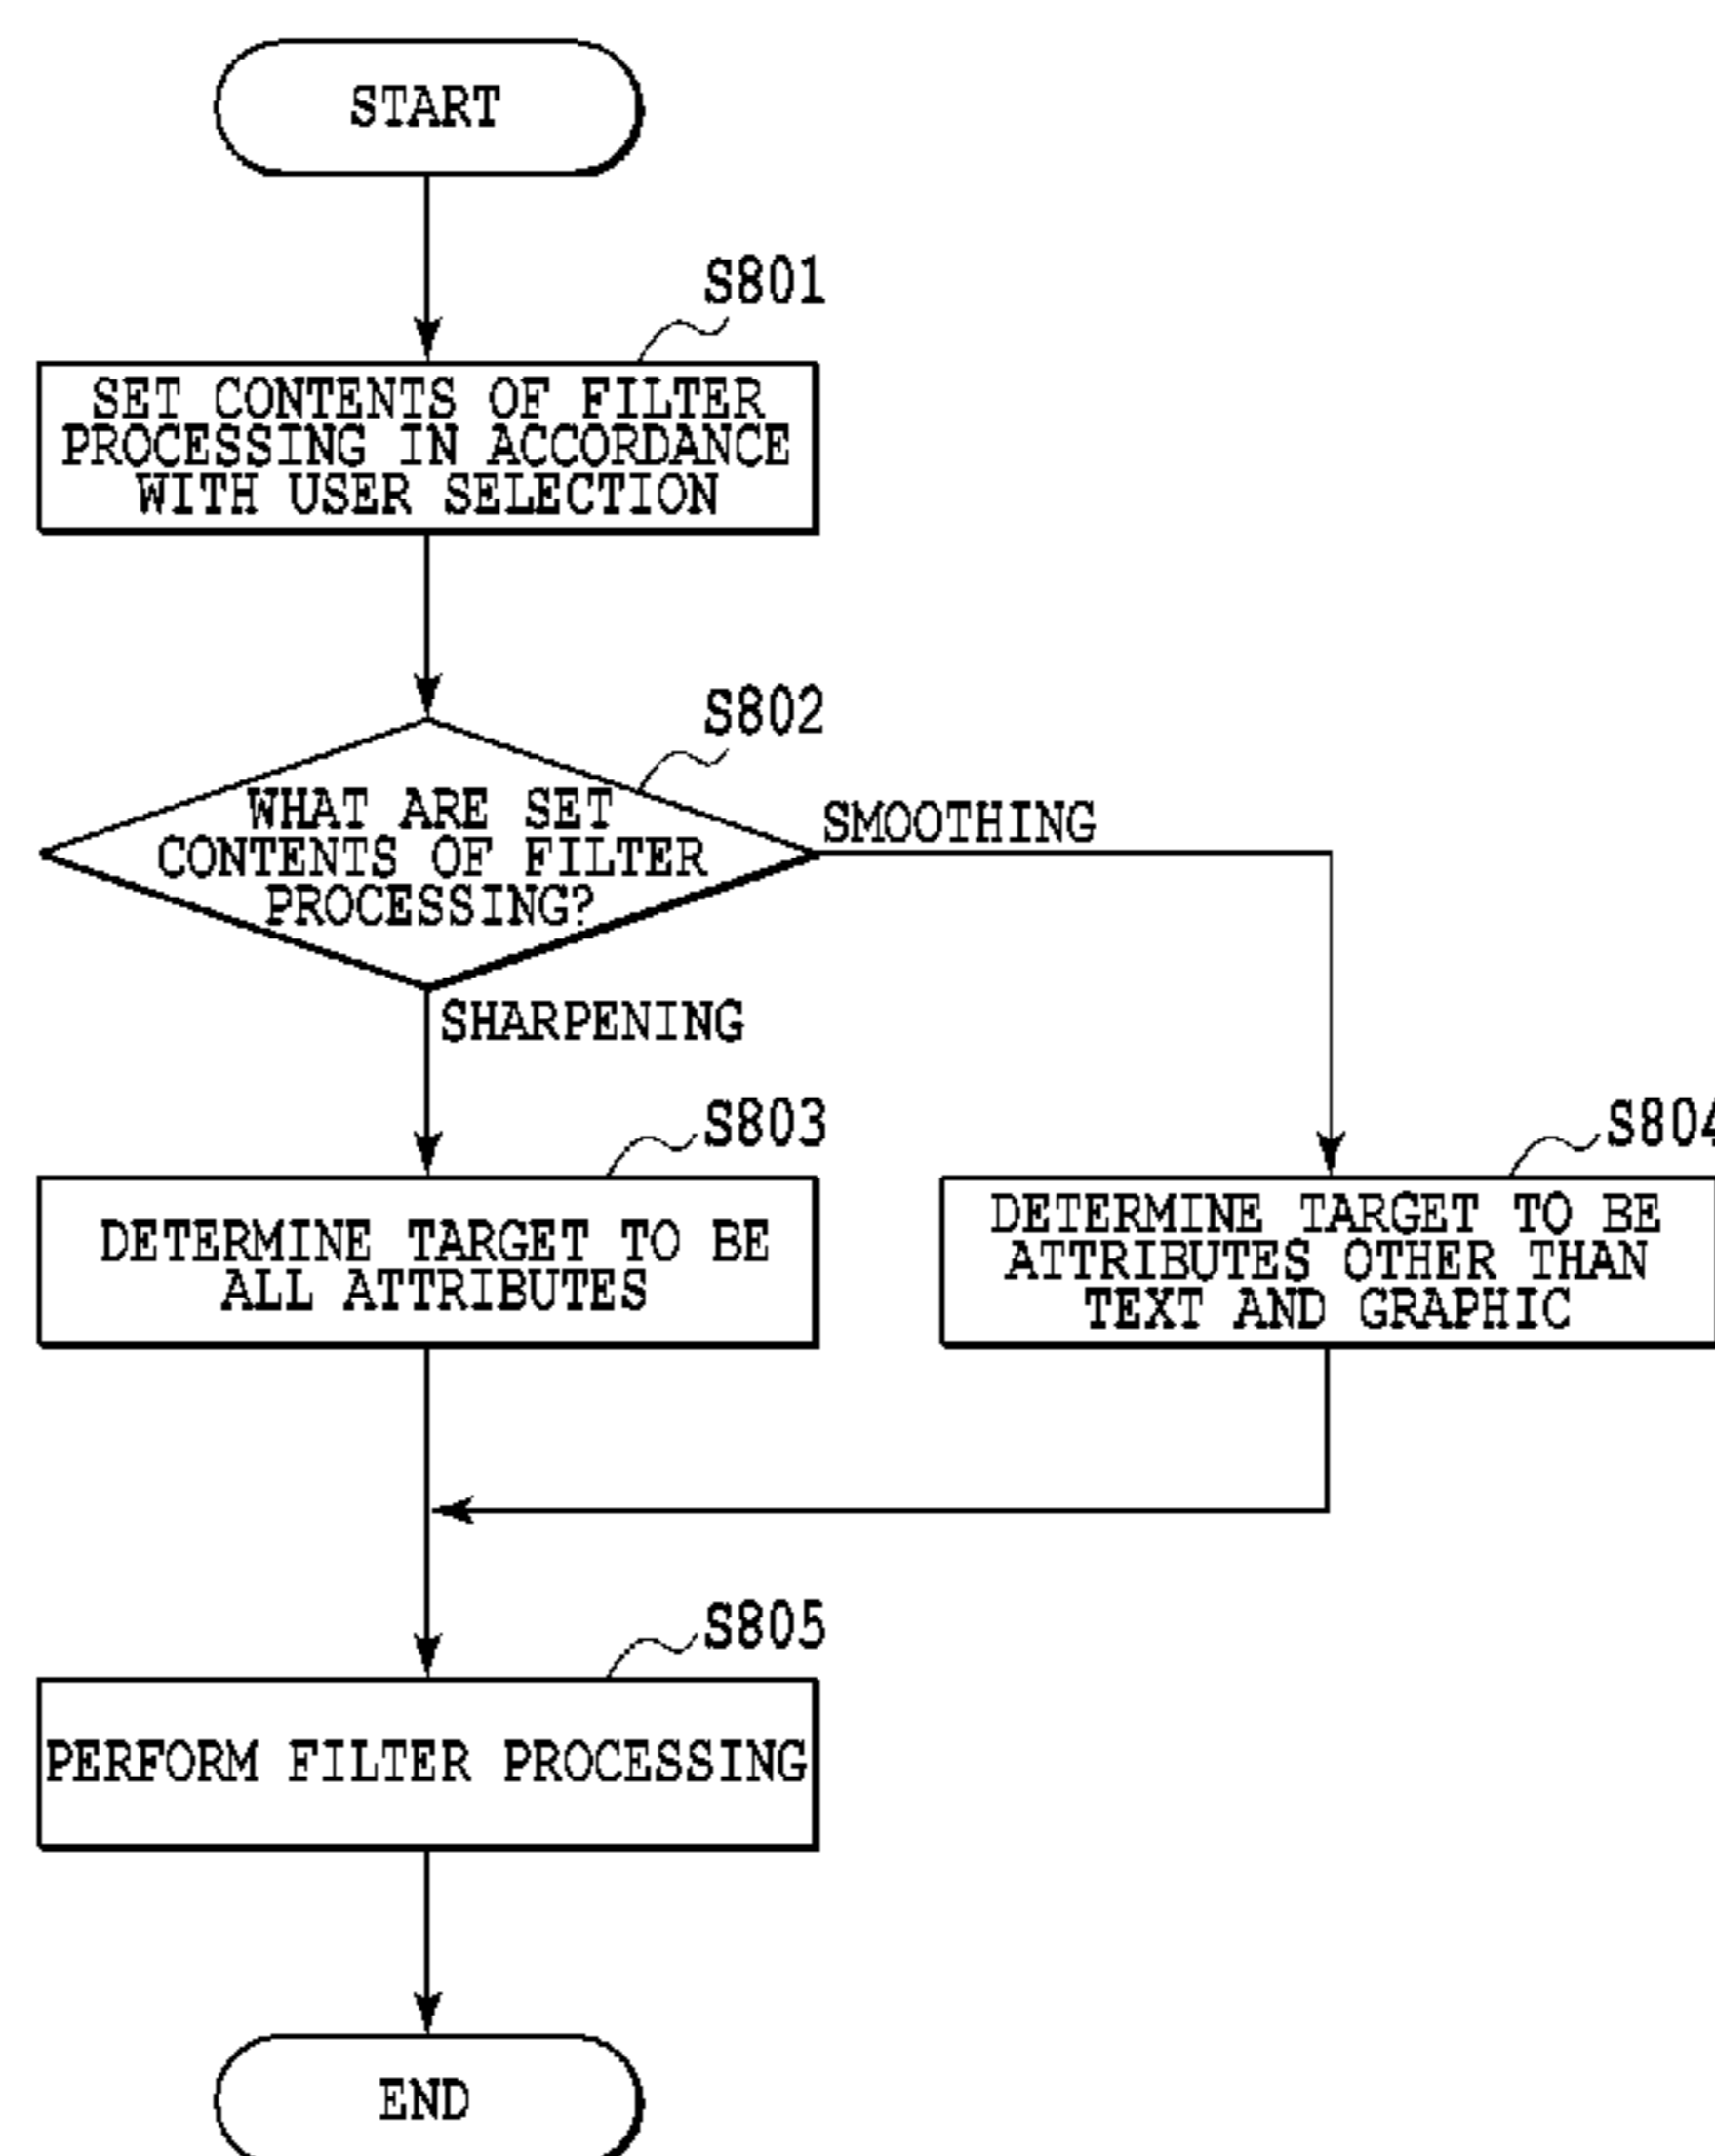 START
S801
SET CONTENTS OF FILTER
PROCESSING IN ACCORDANCE
WITH USER SELECTION
S802
WHAT ARE SET
CONTENTS OF FILTER
PROCESSING?
SMOOTHING
SHARPENING
S803
DETERMINE TARGET TO BE
ALL ATTRIBUTES
S804
DETERMINE TARGET TO BE
ATTRIBUTES OTHER THAN
TEXT AND GRAPHIC
S805
PERFORM FILTER PROCESSING
END